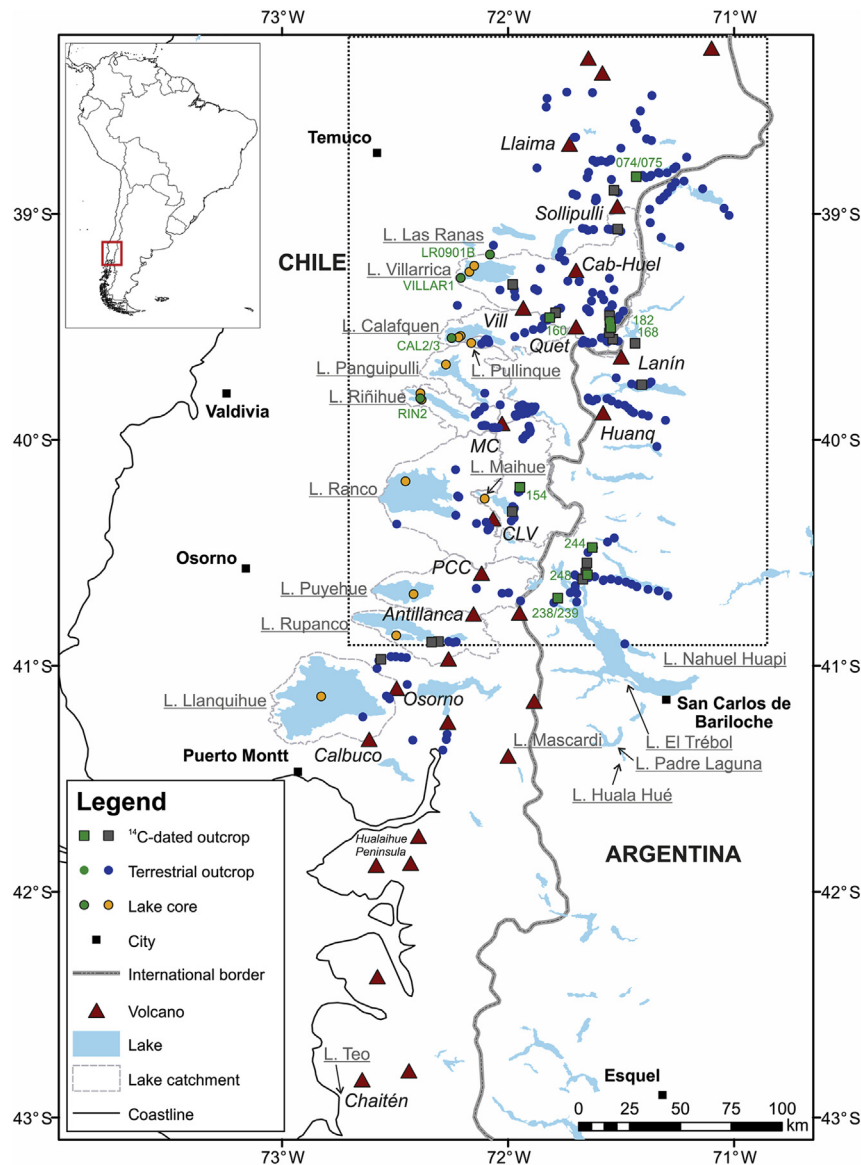 73°W 72°W 71°W
Temuco
Llaima
074/075
39°S 39°S
Sollipulli
L. Las Ranas
LR0901B
CHILE
L. Villarrica
Cab-Huel
VILLAR1
Vill
L. Calafquen
160
182
168
Quet
CAL2/3
Lanín
L. Panguipulli
L. Pullinque
L. Riñihue
Valdivia
RIN2
Huanq
40°S 40°S
MC
L. Maihue
L. Ranco
154
CLV
244
Osorno
PCC
248
L. Puyehue
Antillanca
238/239
L. Rupanco
41°S 41°S
L. Nahuel Huapi
L. Llanquihue
Osorno
San Carlos de
Bariloche
Puerto Montt
Calbuco
L. Mascardi
L. El Trébol
L. Padre Laguna
L. Huala Hué
Legend
¹⁴C-dated outcrop
Terrestrial outcrop
Lake core
City
International border
Volcano
Lake
Lake catchment
Coastline
Hualaihue
Peninsula
ARGENTINA
42°S 42°S
L. Teo
Chaitén
Esquel
0 25 50 75 100
km
43°S 43°S
73°W 72°W 71°W